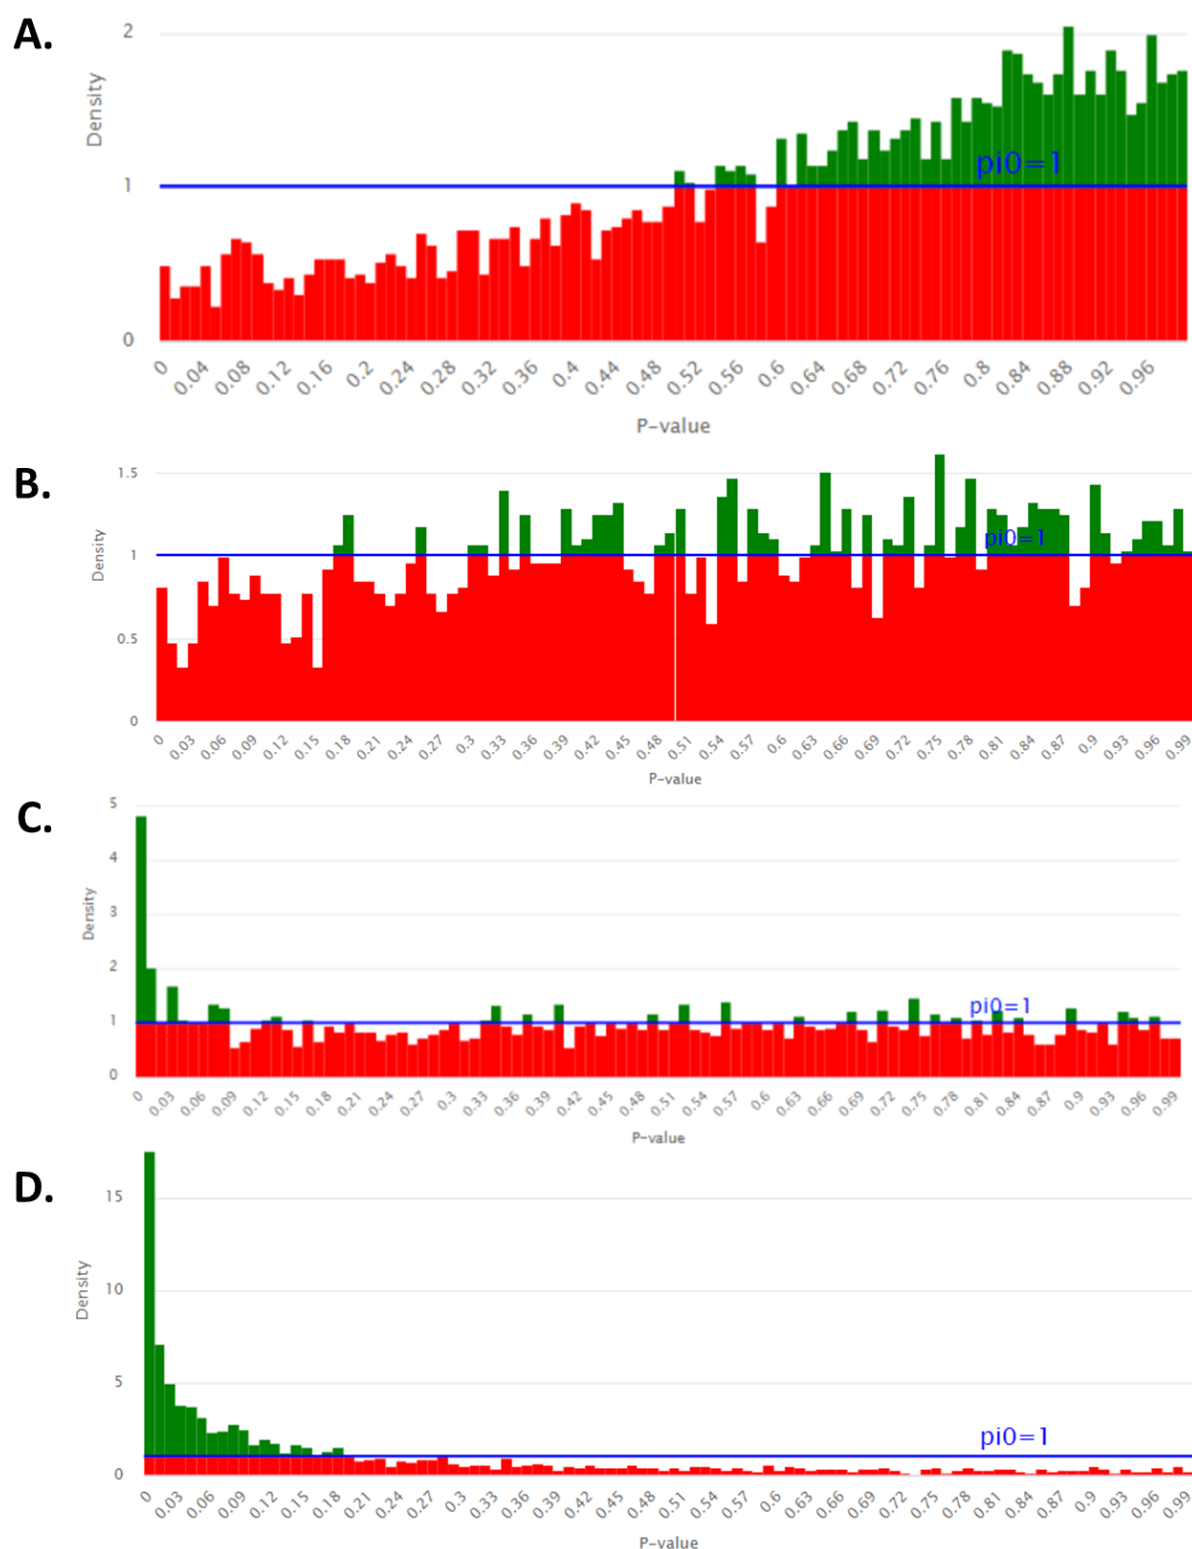 A.
2
1
0
Density
pi0=1
0 0.04 0.08 0.12 0.16 0.2 0.24 0.28 0.32 0.36 0.4 0.44 0.48 0.52 0.56 0.6 0.64 0.68 0.72 0.76 0.8 0.84 0.88 0.92 0.96
P-value
B.
1.5
1
0.5
0
Density
pi0=1
0 0.03 0.06 0.09 0.12 0.15 0.18 0.21 0.24 0.27 0.3 0.33 0.36 0.39 0.42 0.45 0.48 0.51 0.54 0.57 0.6 0.63 0.66 0.69 0.72 0.75 0.78 0.81 0.84 0.87 0.9 0.93 0.96 0.99
P-value
C.
5
4
3
2
1
0
Density
pi0=1
0 0.03 0.06 0.09 0.12 0.15 0.18 0.21 0.24 0.27 0.3 0.33 0.36 0.39 0.42 0.45 0.48 0.51 0.54 0.57 0.6 0.63 0.66 0.69 0.72 0.75 0.78 0.81 0.84 0.87 0.9 0.93 0.96 0.99
P-value
D.
15
10
5
0
Density
pi0=1
0 0.03 0.06 0.09 0.12 0.15 0.18 0.21 0.24 0.27 0.3 0.33 0.36 0.39 0.42 0.45 0.48 0.51 0.54 0.57 0.6 0.63 0.66 0.69 0.72 0.75 0.78 0.81 0.84 0.87 0.9 0.93 0.96 0.99
P-value